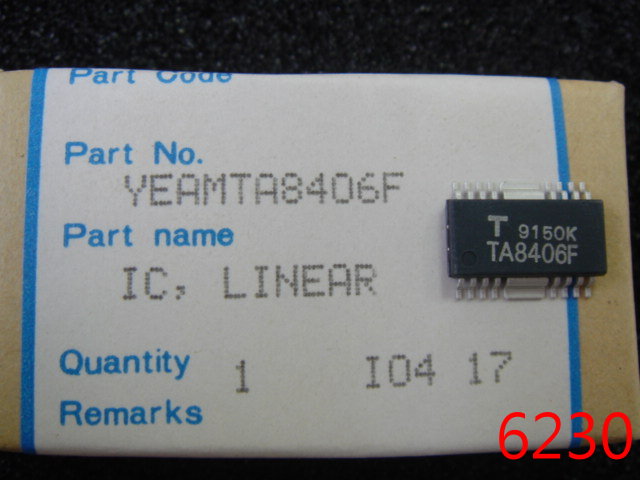 Part Code
Part No.
YEAMTA8406F
Part name
IC, LINEAR
Quantity 1 I04 17
Remarks
T 9150K
TA8406F
6230